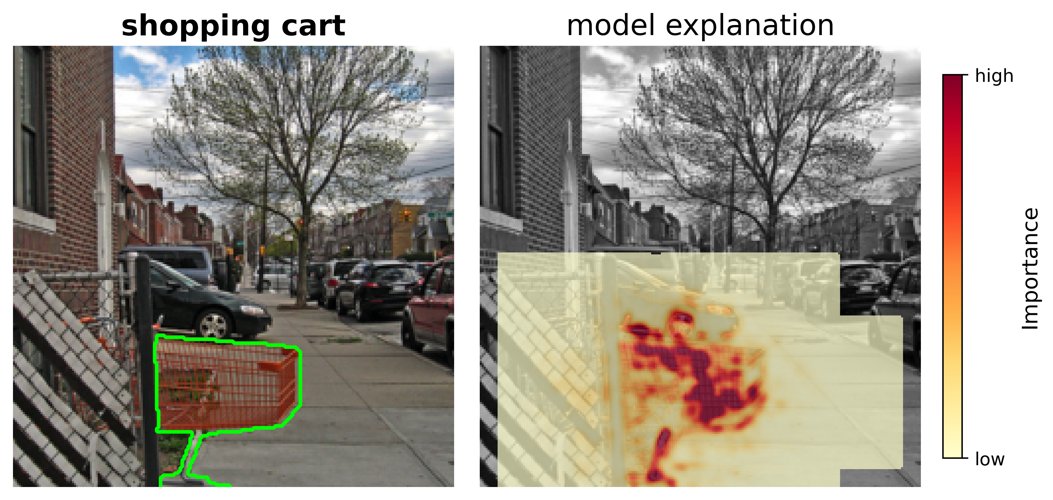 shopping cart
model explanation
high
Importance
low